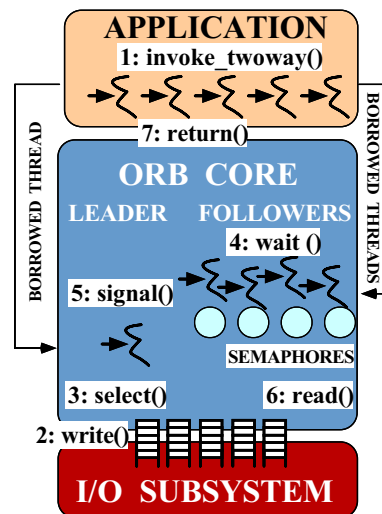 APPLICATION
1: invoke_twoway()
7: return()
BORROWED THREAD
BORROWED THREADS
ORB CORE
LEADER FOLLOWERS
4: wait ()
5: signal()
SEMAPHORES
3: select()
6: read()
2: write()
I/O SUBSYSTEM